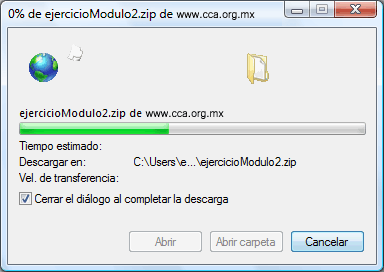 0% de ejercicioModulo2.zip de www.cca.org.mx
ejercicioModulo2.zip de www.cca.org.mx
Tiempo estimado:
Descargar en: C:\Users\e...\ejercicioModulo2.zip
Vel. de transferencia:
Cerrar el diálogo al completar la descarga
Abrir Abrir carpeta Cancelar